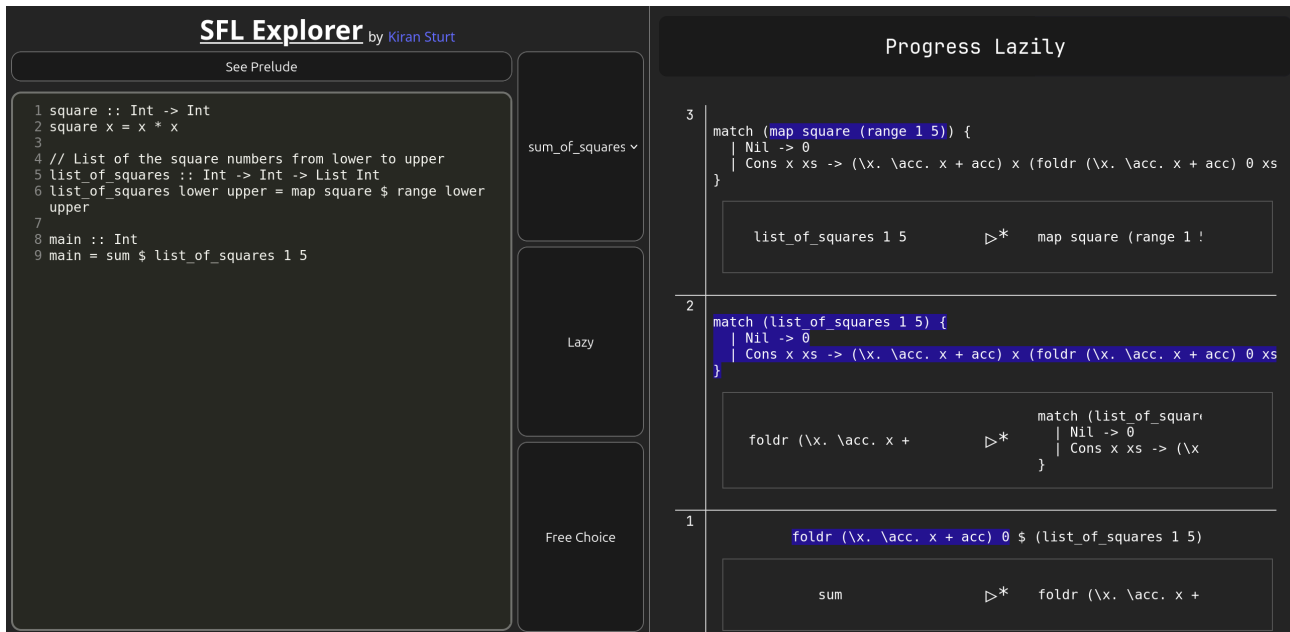 SFL Explorer by Kiran Sturt
See Prelude
1 square :: Int -> Int
2 square x = x * x
3
4 // List of the square numbers from lower to upper
5 list_of_squares :: Int -> Int -> List Int
6 list_of_squares lower upper = map square $ range lower
upper
7
8 main :: Int
9 main = sum $ list_of_squares 1 5
sum_of_squares
Lazy
Free Choice
Progress Lazily
3
match (map square (range 1 5)) {
| Nil -> 0
| Cons x xs -> (\x. \acc. x + acc) x (foldr (\x. \acc. x + acc) 0 xs
}
list_of_squares 1 5 ▷* map square (range 1
2
match (list_of_squares 1 5) {
| Nil -> 0
| Cons x xs -> (\x. \acc. x + acc) x (foldr (\x. \acc. x + acc) 0 xs
}
foldr (\x. \acc. x + ▷* match (list_of_square
| Nil -> 0
| Cons x xs -> (\x
}
1
foldr (\x. \acc. x + acc) 0 $ (list_of_squares 1 5)
sum ▷* foldr (\x. \acc. x +